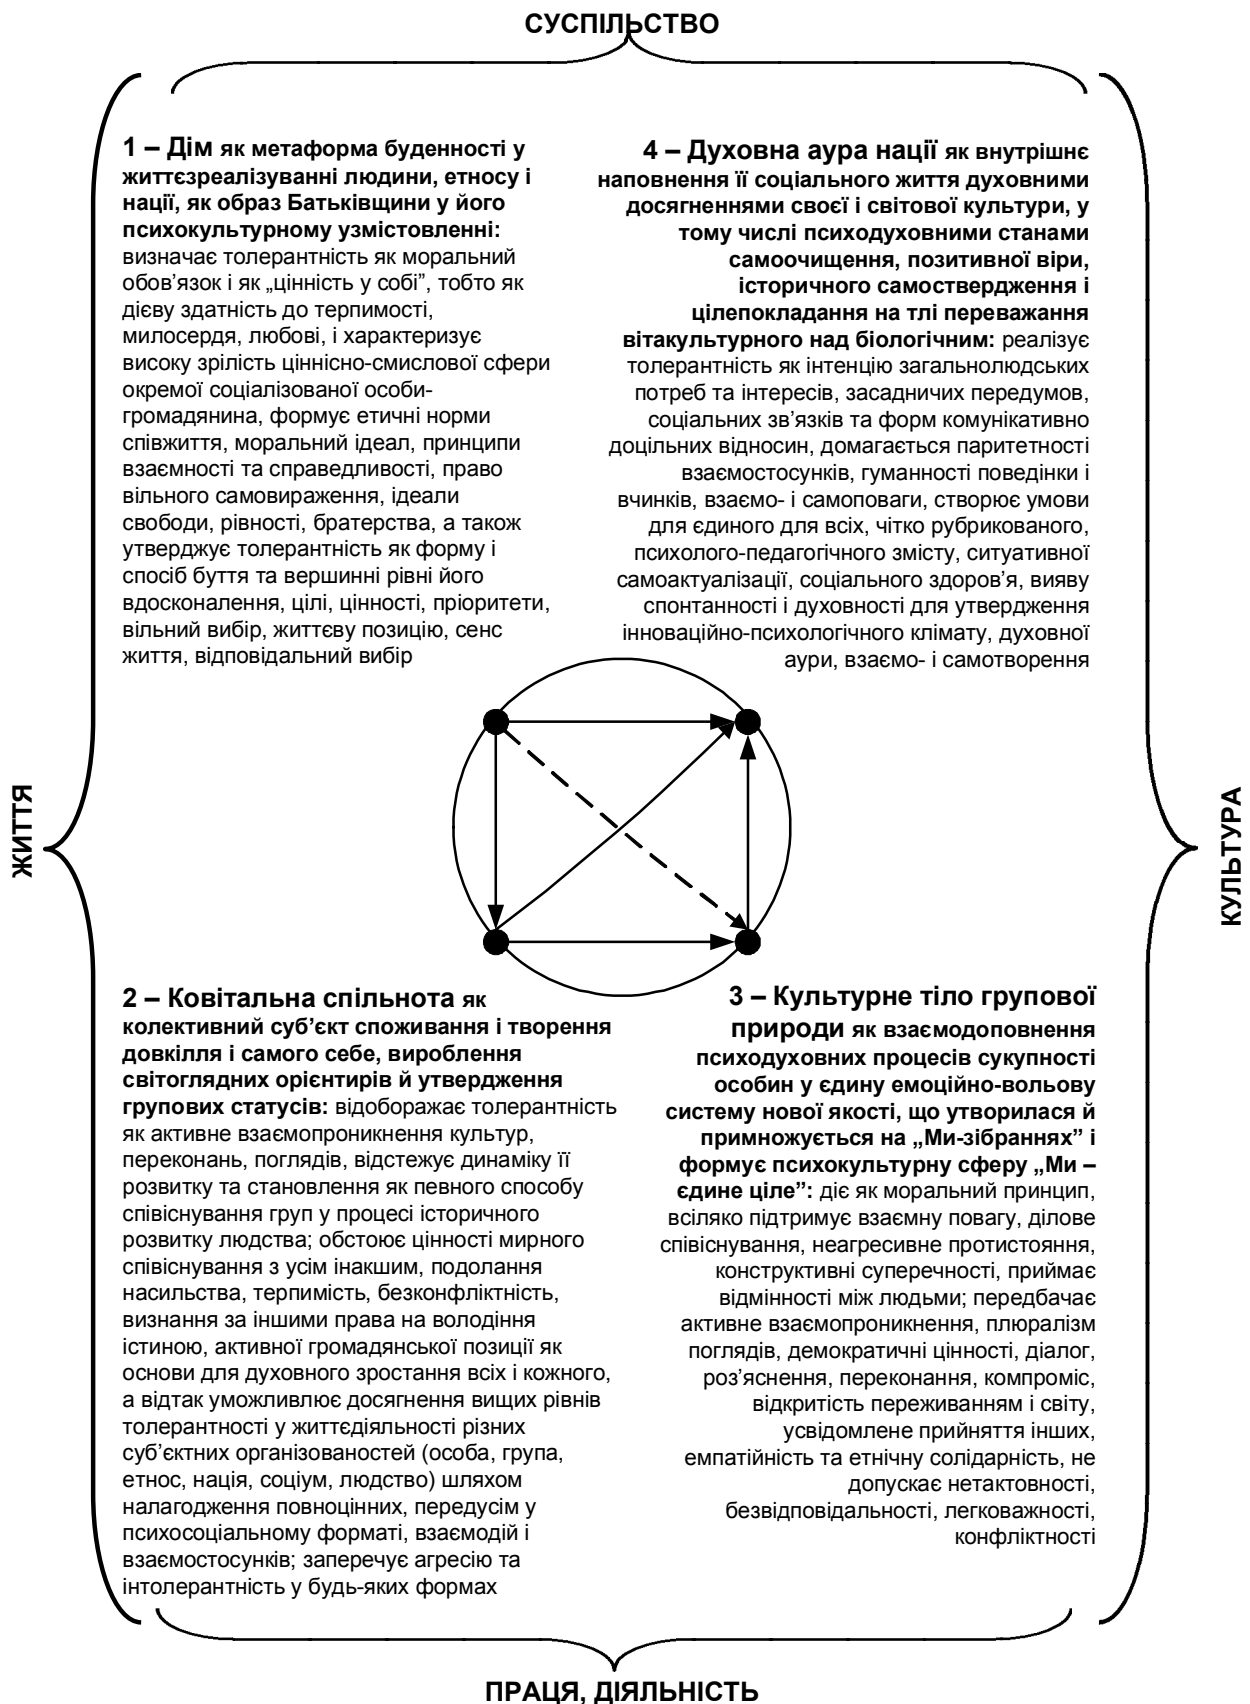 СУСПІЛЬСТВО
1 – Дім як метаформа буденності у
життєзреалізуванні людини, етносу і
нації, як образ Батьківщини у його
психокультурному узмістовленні:
визначає толерантність як моральний
обов’язок і як „цінність у собі”, тобто як
дієву здатність до терпимості,
милосердя, любові, і характеризує
високу зрілість ціннісно-смислової сфери
окремої соціалізованої особи-
громадянина, формує етичні норми
співжиття, моральний ідеал, принципи
взаємності та справедливості, право
вільного самовираження, ідеали
свободи, рівності, братерства, а також
утверджує толерантність як форму і
спосіб буття та вершинні рівні його
вдосконалення, цілі, цінності, пріоритети,
вільний вибір, життєву позицію, сенс
життя, відповідальний вибір
4 – Духовна аура нації як внутрішнє
наповнення її соціального життя духовними
досягненнями своєї і світової культури, у
тому числі психодуховними станами
самоочищення, позитивної віри,
історичного самоствердження і
цілепокладання на тлі переважання
вітакультурного над біологічним: реалізує
толерантність як інтенцію загальнолюдських
потреб та інтересів, засадничих передумов,
соціальних зв’язків та форм комунікативно
доцільних відносин, домагається паритетності
взаємостосунків, гуманності поведінки і
вчинків, взаємо- і самоповаги, створює умови
для єдиного для всіх, чітко рубрикованого,
психолого-педагогічного змісту, ситуативної
самоактуалізації, соціального здоров’я, вияву
спонтанності і духовності для утвердження
інноваційно-психологічного клімату, духовної
аури, взаємо- і самотворення
ЖИТТЯ
КУЛЬТУРА
2 – Ковітальна спільнота як
колективний суб’єкт споживання і творення
довкілля і самого себе, вироблення
світоглядних орієнтирів й утвердження
групових статусів: відображає толерантність
як активне взаємопроникнення культур,
переконань, поглядів, відстежує динаміку її
розвитку та становлення як певного способу
співіснування груп у процесі історичного
розвитку людства; обстоює цінності мирного
співіснування з усім інакшим, подолання
насильства, терпимість, безконфліктність,
визнання за іншими права на володіння
істиною, активної громадянської позиції як
основи для духовного зростання всіх і кожного,
а відтак уможливлює досягнення вищих рівнів
толерантності у життєдіяльності різних
суб’єктних організованостей (особа, група,
етнос, нація, соціум, людство) шляхом
налагодження повноцінних, передусім у
психосоціальному форматі, взаємодій і
взаємостосунків; заперечує агресію та
інтолерантність у будь-яких формах
3 – Культурне тіло групової
природи як взаємодоповнення
психодуховних процесів сукупності
особин у єдину емоційно-вольову
систему нової якості, що утворилася й
примножується на „Ми-зібраннях” і
формує психокультурну сферу „Ми –
єдине ціле”: діє як моральний принцип,
всіляко підтримує взаємну повагу, ділове
співіснування, неагресивне протистояння,
конструктивні суперечності, приймає
відмінності між людьми; передбачає
активне взаємопроникнення, плюралізм
поглядів, демократичні цінності, діалог,
роз’яснення, переконання, компроміс,
відкритість переживанням і світу,
усвідомлене прийняття інших,
емпатійність та етнічну солідарність, не
допускає нетактовності,
безвідповідальності, легковажності,
конфліктності
ПРАЦЯ, ДІЯЛЬНІСТЬ